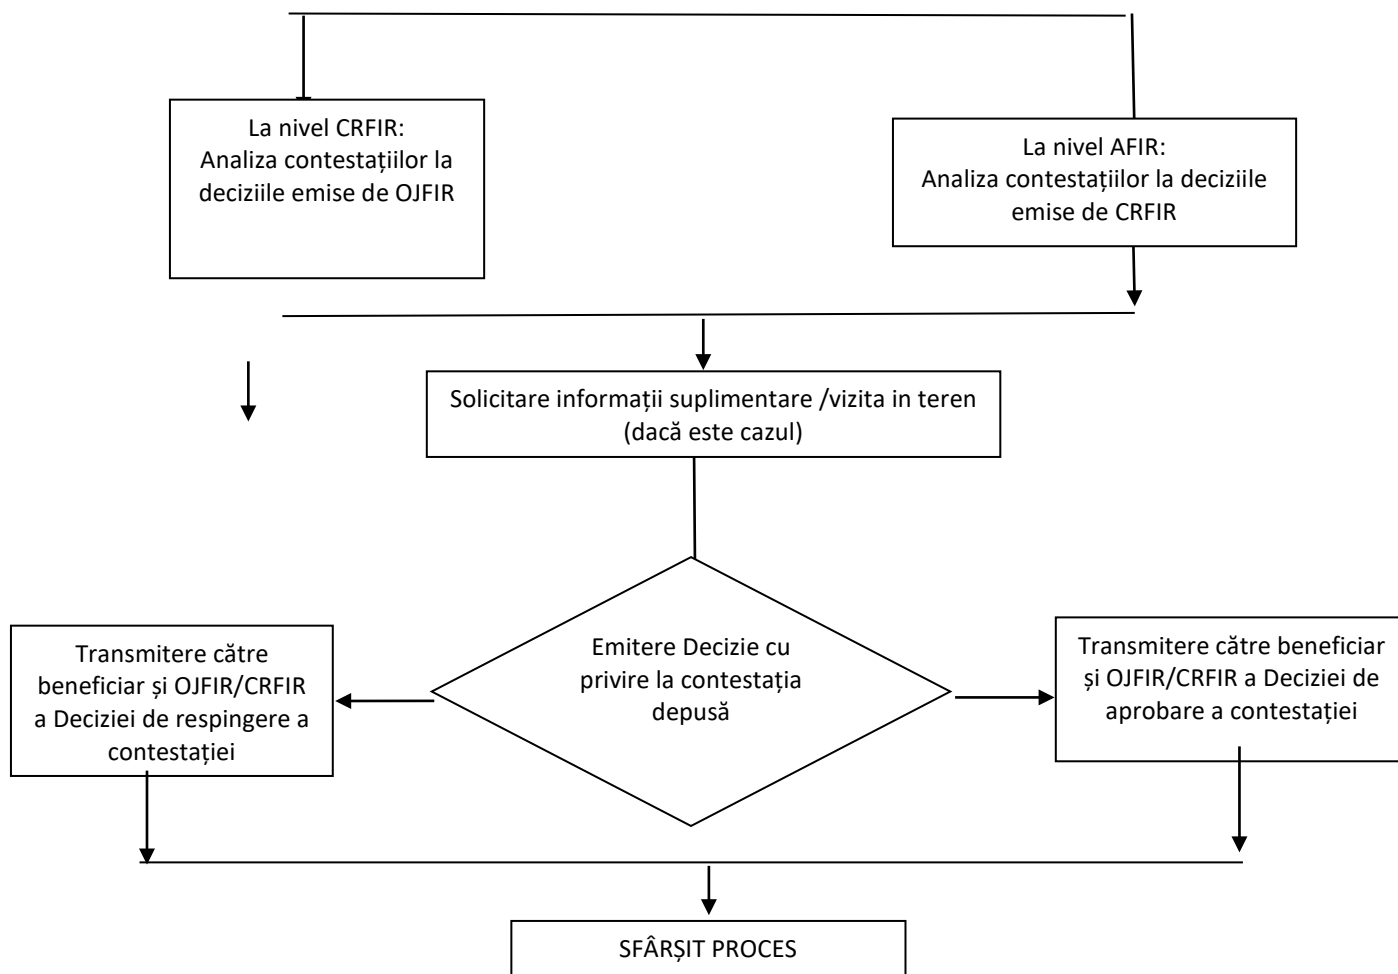 La nivel CRFIR:
Analiza contestațiilor la
deciziile emise de OJFIR
La nivel AFIR:
Analiza contestațiilor la deciziile
emise de CRFIR
Solicitare informații suplimentare /vizita in teren
(dacă este cazul)
Emitere Decizie cu
privire la contestația
depusă
Transmitere către
beneficiar și OJFIR/CRFIR
a Deciziei de respingere a
contestației
Transmitere către beneficiar
și OJFIR/CRFIR a Deciziei de
aprobare a contestației
SFÂRȘIT PROCES